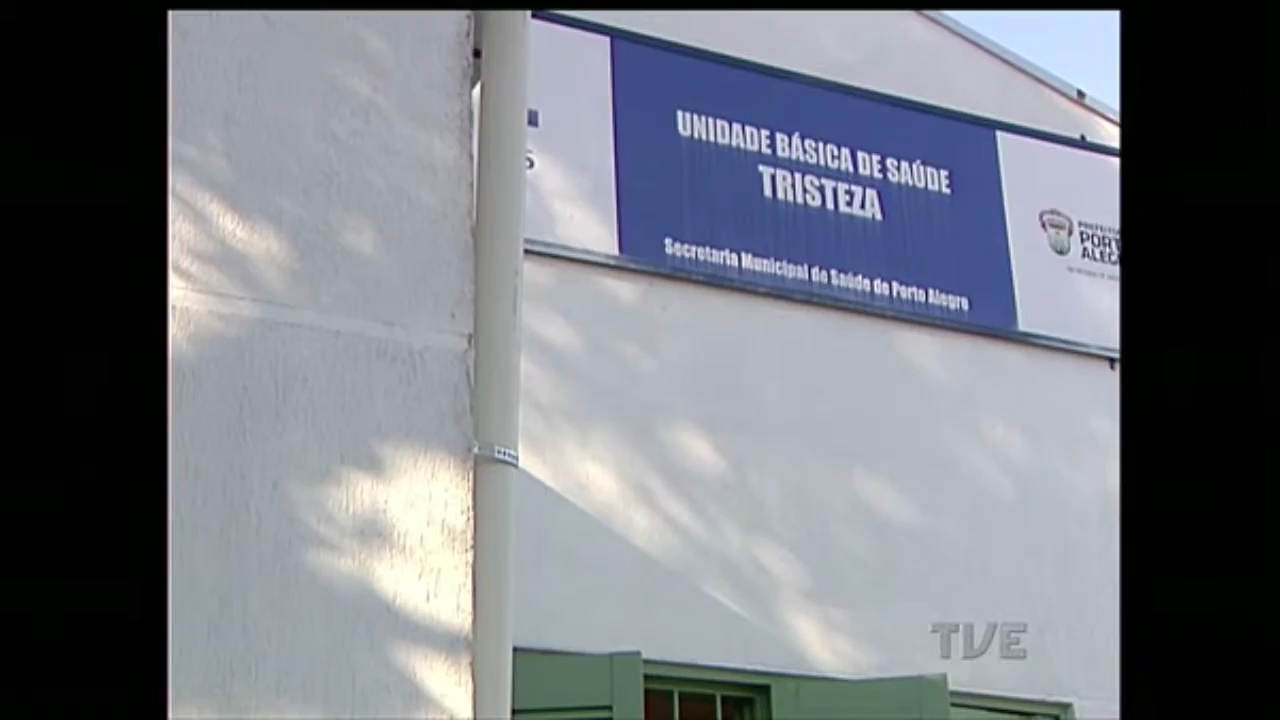 UNIDADE BÁSICA DE SAÚDE
TRISTEZA
Secretaria Municipal de Saúde de Porto Alegre
TVE